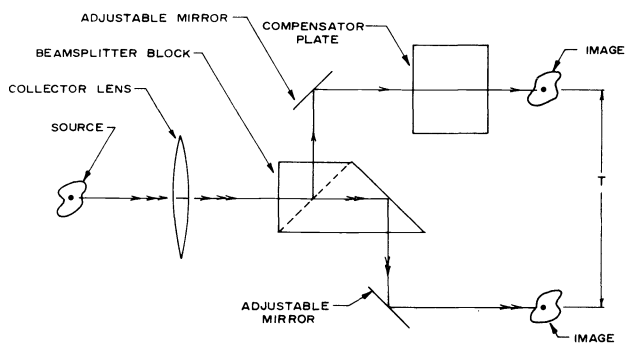 ADJUSTABLE MIRROR
COMPENSATOR
PLATE
IMAGE
BEAMSPLITTER BLOCK
COLLECTOR LENS
SOURCE
T
ADJUSTABLE
MIRROR
IMAGE